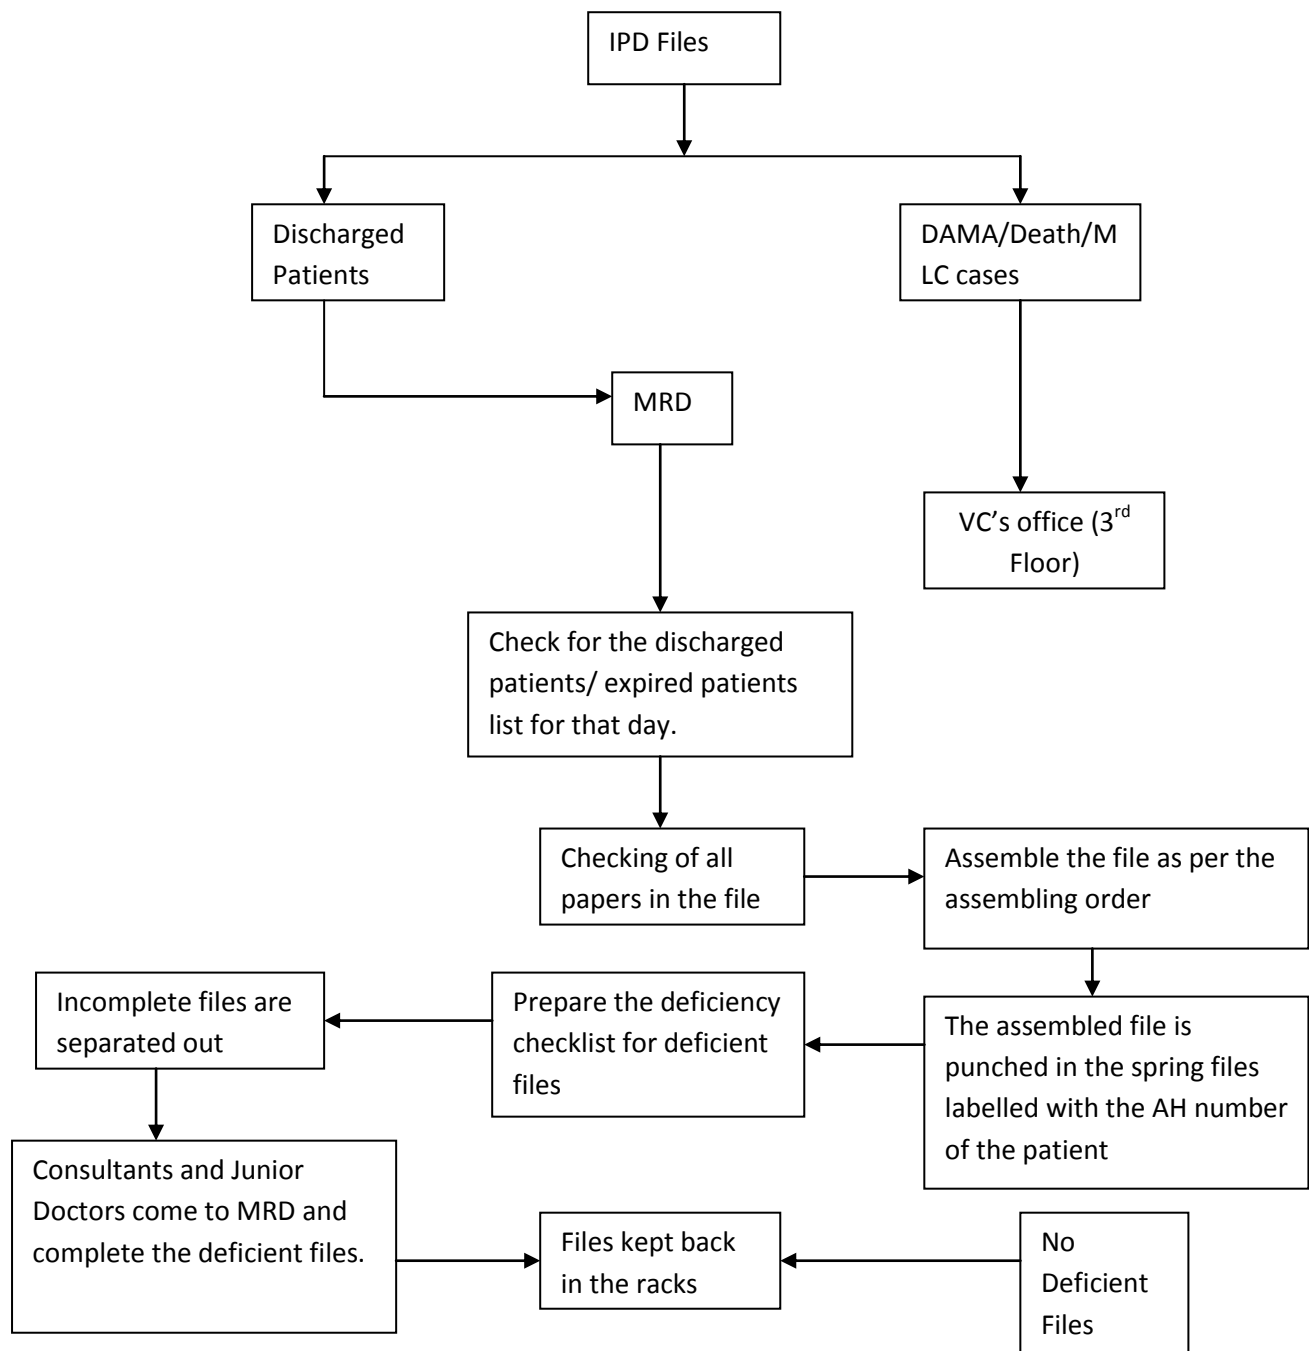 IPD Files
Discharged
Patients
DAMA/Death/M
LC cases
MRD
VC’s office (3rd
Floor)
Check for the discharged
patients/ expired patients
list for that day.
Checking of all
papers in the file
Assemble the file as per the
assembling order
Incomplete files are
separated out
Prepare the deficiency
checklist for deficient
files
The assembled file is
punched in the spring files
labelled with the AH number
of the patient
Consultants and Junior
Doctors come to MRD and
complete the deficient files.
Files kept back
in the racks
No
Deficient
Files